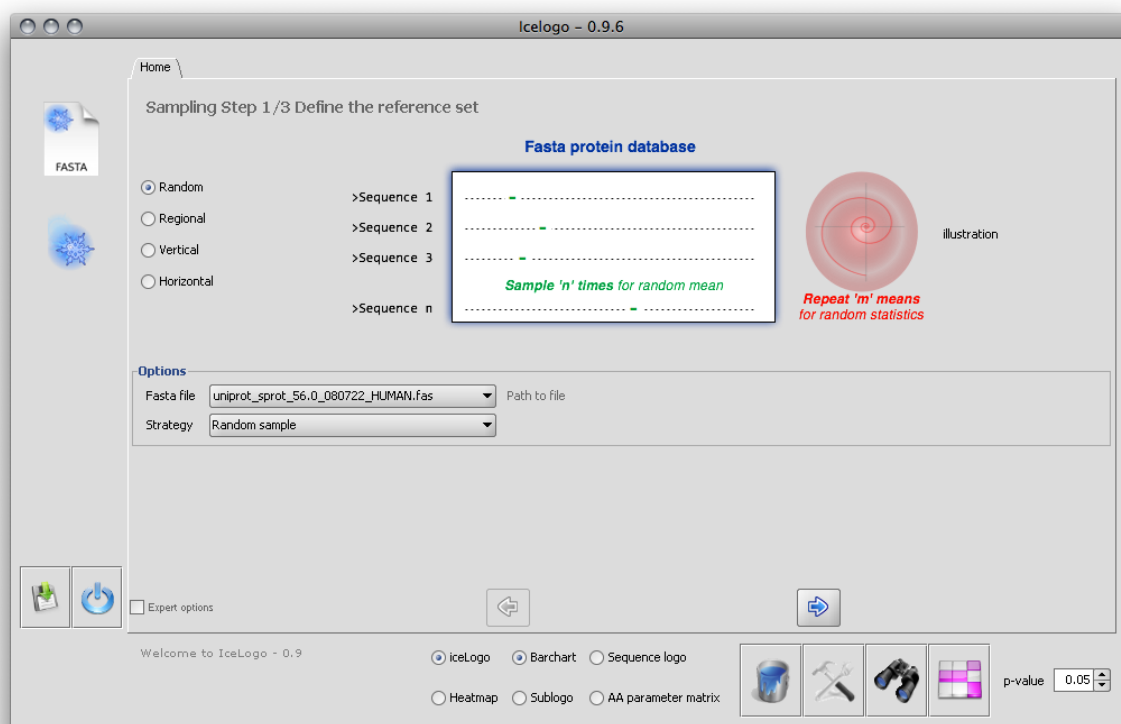 Icelogo – 0.9.6
Home
Sampling Step 1/3 Define the reference set
FASTA
Fasta protein database
Random
Regional
Vertical
Horizontal
>Sequence 1
>Sequence 2
>Sequence 3
Sample 'n' times for random mean
>Sequence n
illustration
Repeat 'm' means
for random statistics
Options
Fasta file uniprot_sprot_56.0_080722_HUMAN.fas Path to file
Strategy Random sample
Expert options
Welcome to IceLogo - 0.9
iceLogo Barchart Sequence logo
Heatmap Sublogo AA parameter matrix
p-value 0.05